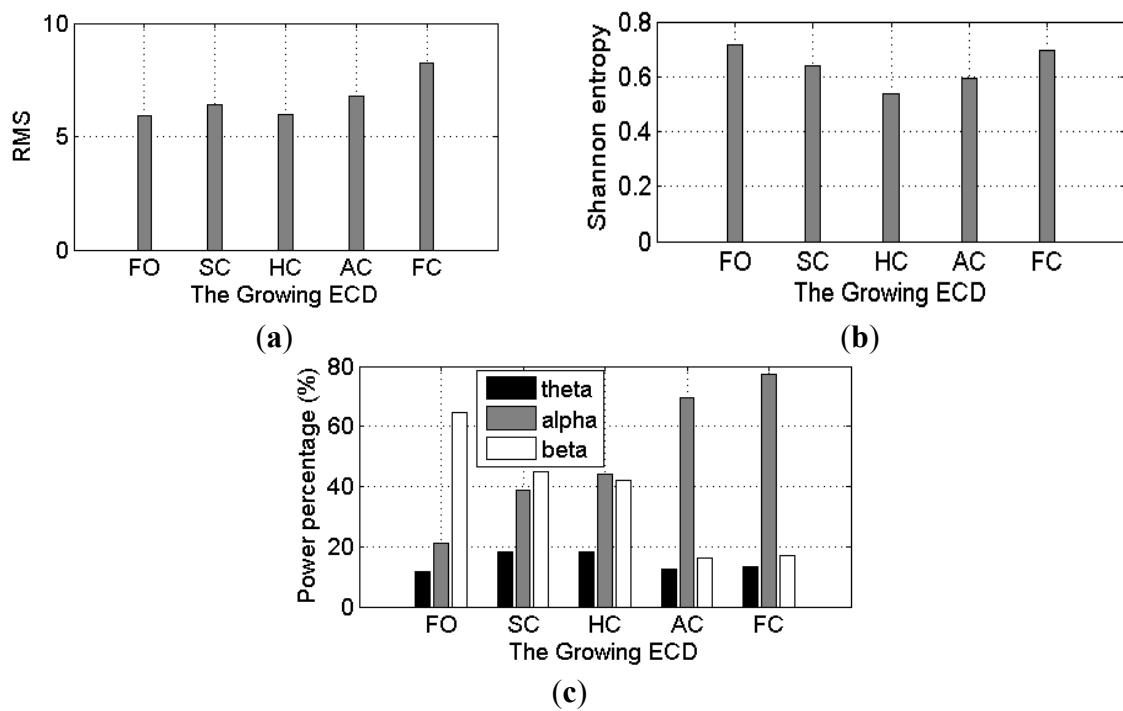 10
5
0
RMS
FO SC HC AC FC
The Growing ECD
(a)
0.8
0.6
0.4
0.2
0
Shannon entropy
FO SC HC AC FC
The Growing ECD
(b)
80
60
40
20
0
Power percentage (%)
theta
alpha
beta
FO SC HC AC FC
The Growing ECD
(c)